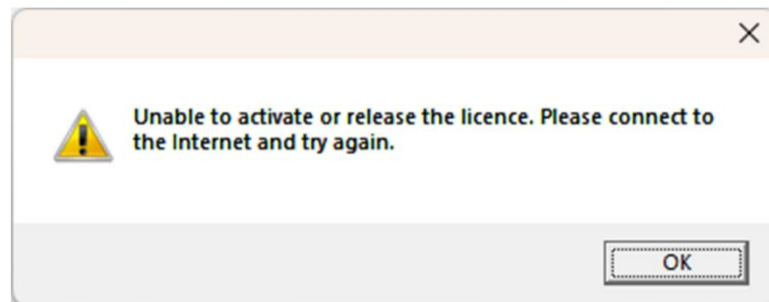 Unable to activate or release the licence. Please connect to
the Internet and try again.
OK